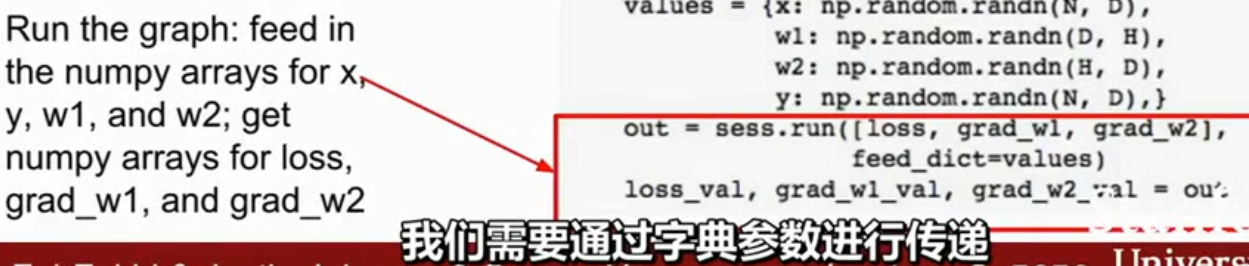 Run the graph: feed in
the numpy arrays for x,
y, w1, and w2; get
numpy arrays for loss,
grad_w1, and grad_w2
values = {x: np.random.randn(N, D),
w1: np.random.randn(D, H),
w2: np.random.randn(H, D),
y: np.random.randn(N, D),}
out = sess.run([loss, grad_w1, grad_w2],
feed_dict=values)
loss_val, grad_w1_val, grad_w2_val = out
我们需要通过字典参数进行传递